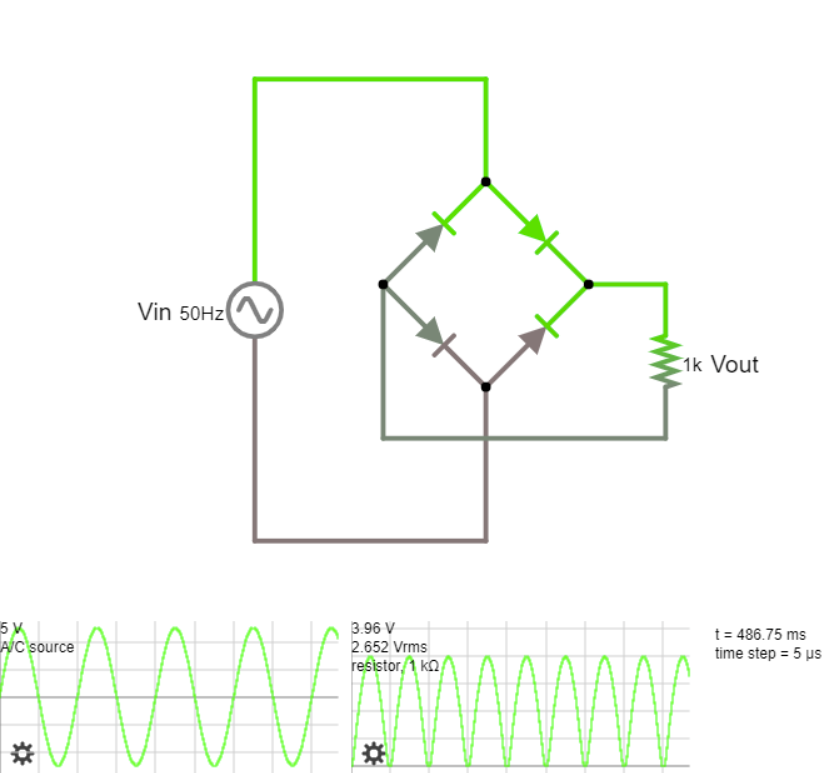 Vin 50Hz
1k Vout
5 V
A/C source
3.96 V
2.652 Vrms
resistor, 1 kΩ
t = 486.75 ms
time step = 5 µs